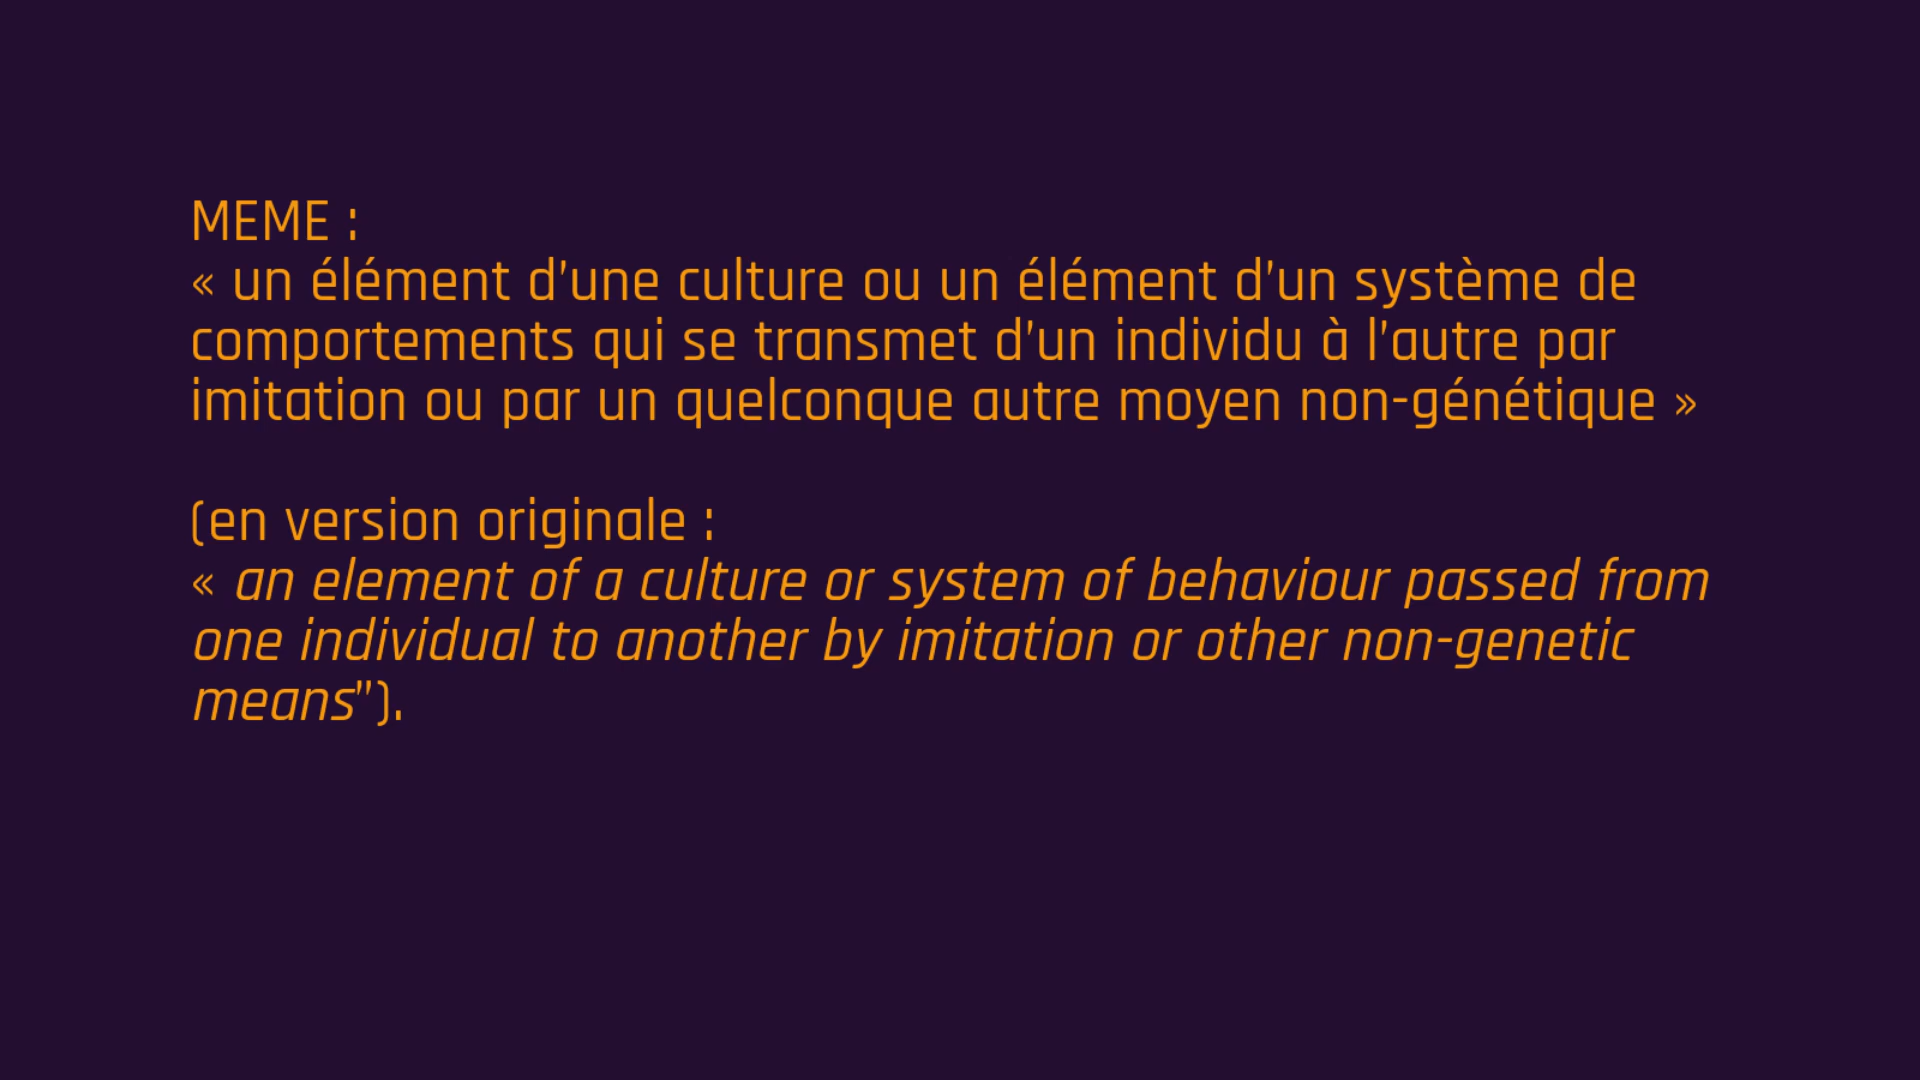 MEME :
« un élément d’une culture ou un élément d’un système de
comportements qui se transmet d’un individu à l’autre par
imitation ou par un quelconque autre moyen non-génétique »
(en version originale :
« an element of a culture or system of behaviour passed from
one individual to another by imitation or other non-genetic
means”).